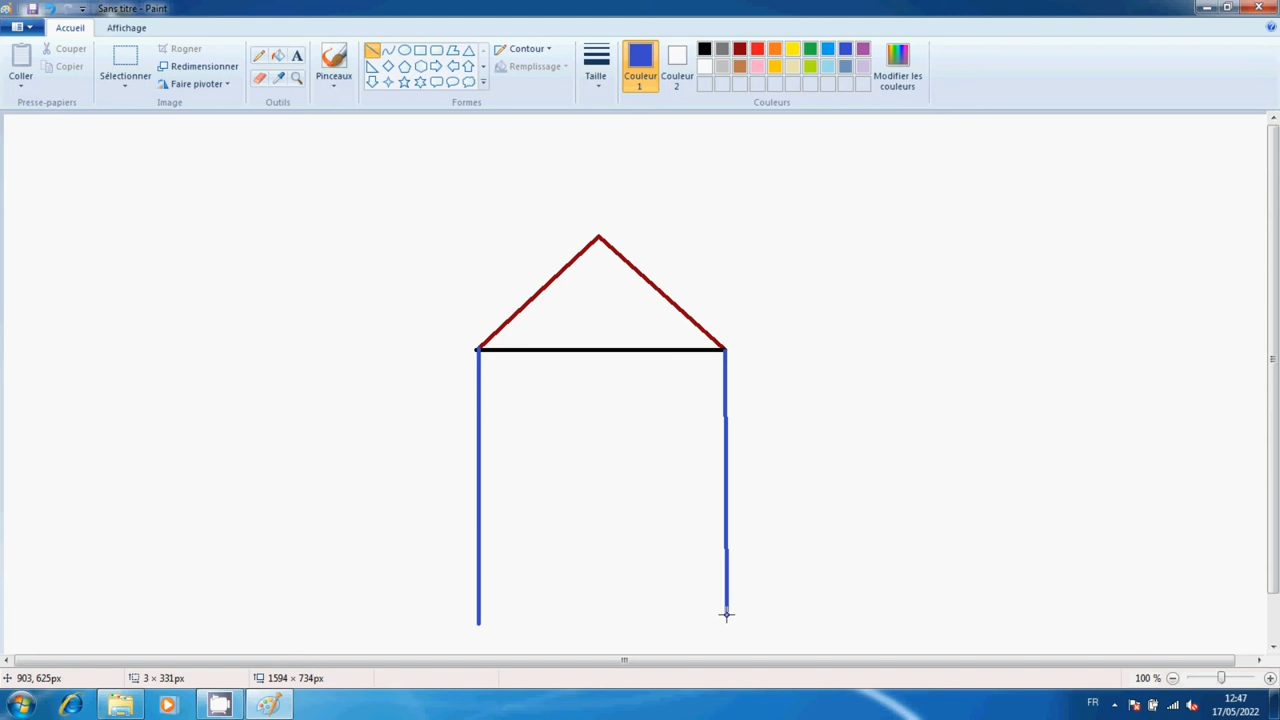 Sans titre - Paint
Accueil
Affichage
Coller
Couper
Copier
Presse-papiers
Sélectionner
Rogner
Redimensionner
Faire pivoter
Image
A
Outils
Pinceaux
Contour
Remplissage
Formes
Taille
Couleur
1
Couleur
2
Modifier les
couleurs
Couleurs
903, 625px
3 × 331px
1594 × 734px
100 %
FR
12:47
17/05/2022